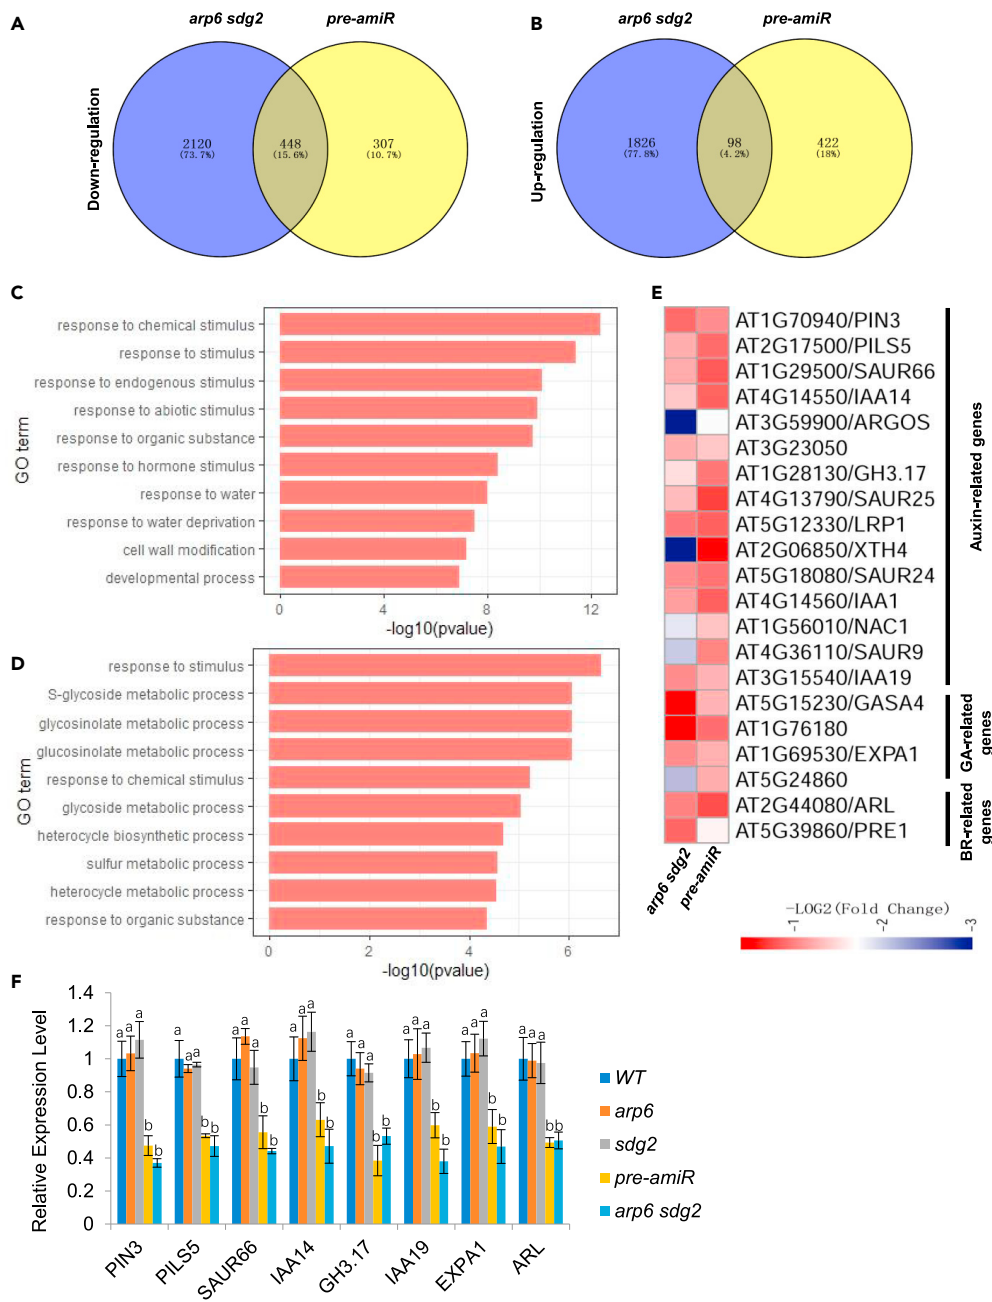 A
arp6 sdg2
pre-amiR
Down-regulation
2120
(73.7%)
448
(15.6%)
307
(10.7%)
B
arp6 sdg2
pre-amiR
Up-regulation
1826
(77.8%)
98
(4.2%)
422
(18%)
C
GO term
response to chemical stimulus
response to stimulus
response to endogenous stimulus
response to abiotic stimulus
response to organic substance
response to hormone stimulus
response to water
response to water deprivation
cell wall modification
developmental process
0 4 8 12
-log10(pvalue)
D
GO term
response to stimulus
S-glycoside metabolic process
glycosinolate metabolic process
glucosinolate metabolic process
response to chemical stimulus
glycoside metabolic process
heterocycle biosynthetic process
sulfur metabolic process
heterocycle metabolic process
response to organic substance
0 2 4 6
-log10(pvalue)
E
AT1G70940/PIN3
AT2G17500/PILS5
AT1G29500/SAUR66
AT4G14550/IAA14
AT3G59900/ARGOS
AT3G23050
AT1G28130/GH3.17
AT4G13790/SAUR25
AT5G12330/LRP1
AT2G06850/XTH4
AT5G18080/SAUR24
AT4G14560/IAA1
AT1G56010/NAC1
AT4G36110/SAUR9
AT3G15540/IAA19
AT5G15230/GASA4
AT1G76180
AT1G69530/EXPA1
AT5G24860
AT2G44080/ARL
AT5G39860/PRE1
Auxin-related genes
GA-related
genes
BR-related
genes
arp6 sdg2
pre-amiR
-LOG2(Fold Change)
-1 -2 -3
F
Relative Expression Level
1.4
1.2
1
0.8
0.6
0.4
0.2
0
a a a b b
a a a b b
a a a b b
a a a b b
a a a b b
a a a b b
a a a b b
a a a b b
PIN3
PILS5
SAUR66
IAA14
GH3.17
IAA19
EXPA1
ARL
WT
arp6
sdg2
pre-amiR
arp6 sdg2